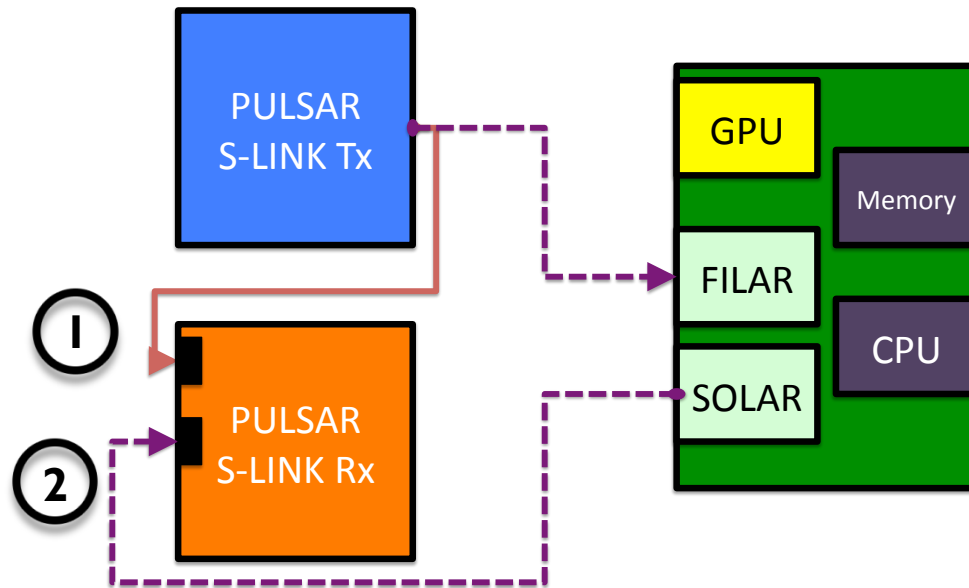 PULSAR
S-LINK Tx
GPU
Memory
FILAR
CPU
SOLAR
1
PULSAR
S-LINK Rx
2